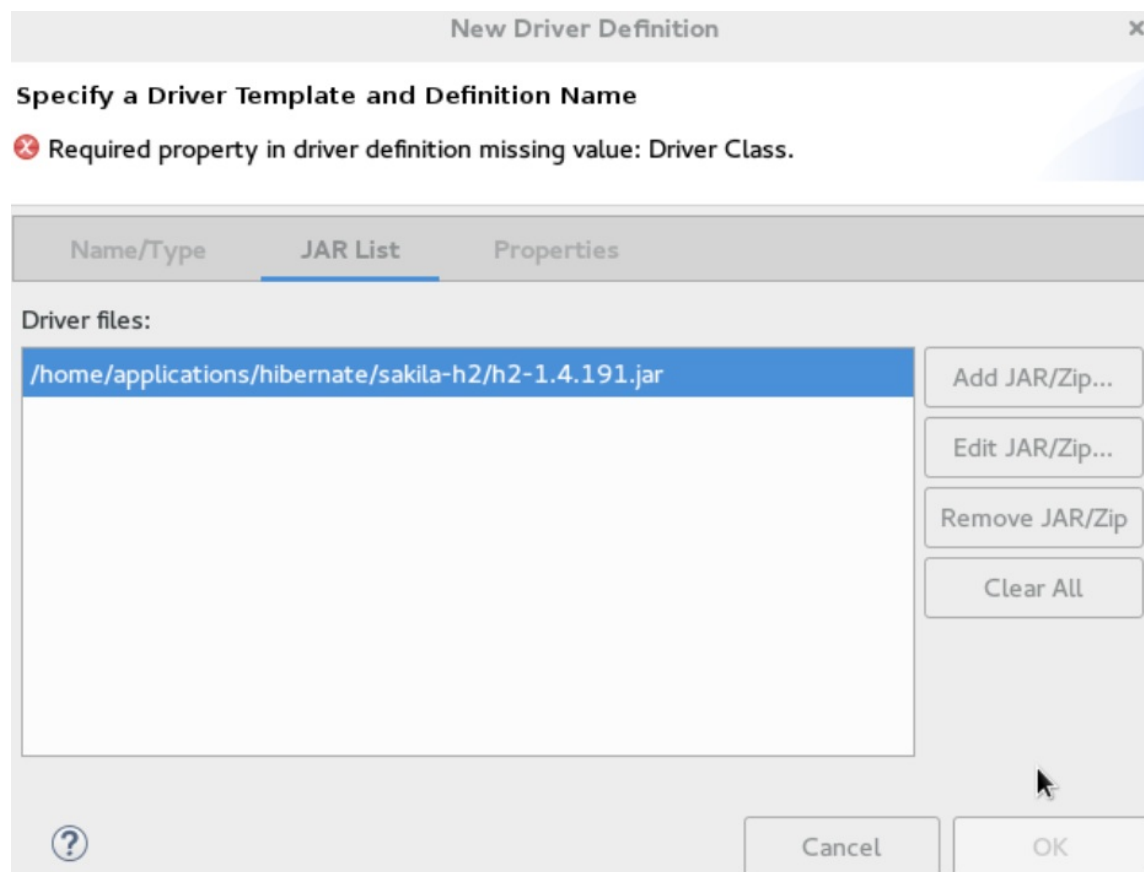 New Driver Definition
Specify a Driver Template and Definition Name
Required property in driver definition missing value: Driver Class.
Name/Type JAR List Properties
Driver files:
/home/applications/hibernate/sakila-h2/h2-1.4.191.jar
Add JAR/Zip...
Edit JAR/Zip...
Remove JAR/Zip
Clear All
Cancel OK